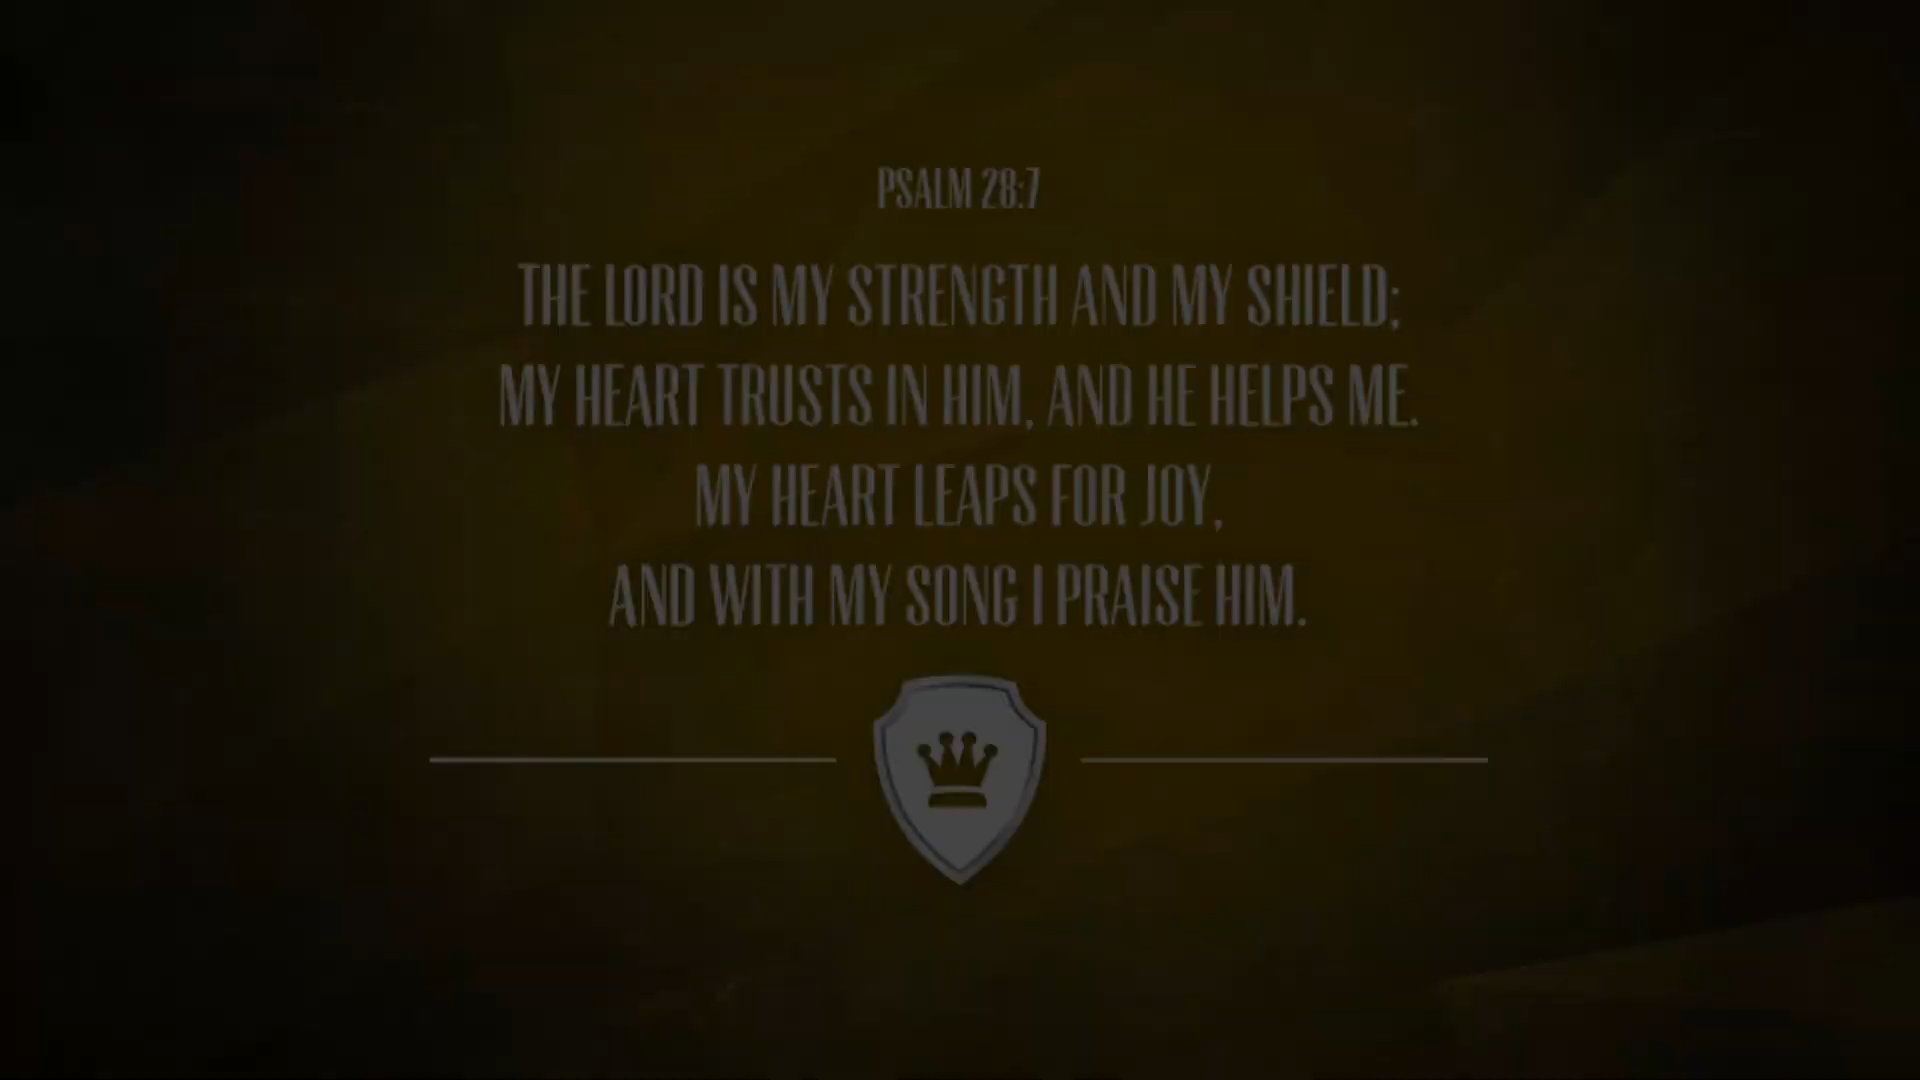 PSALM 28:7
THE LORD IS MY STRENGTH AND MY SHIELD;
MY HEART TRUSTS IN HIM, AND HE HELPS ME.
MY HEART LEAPS FOR JOY,
AND WITH MY SONG I PRAISE HIM.